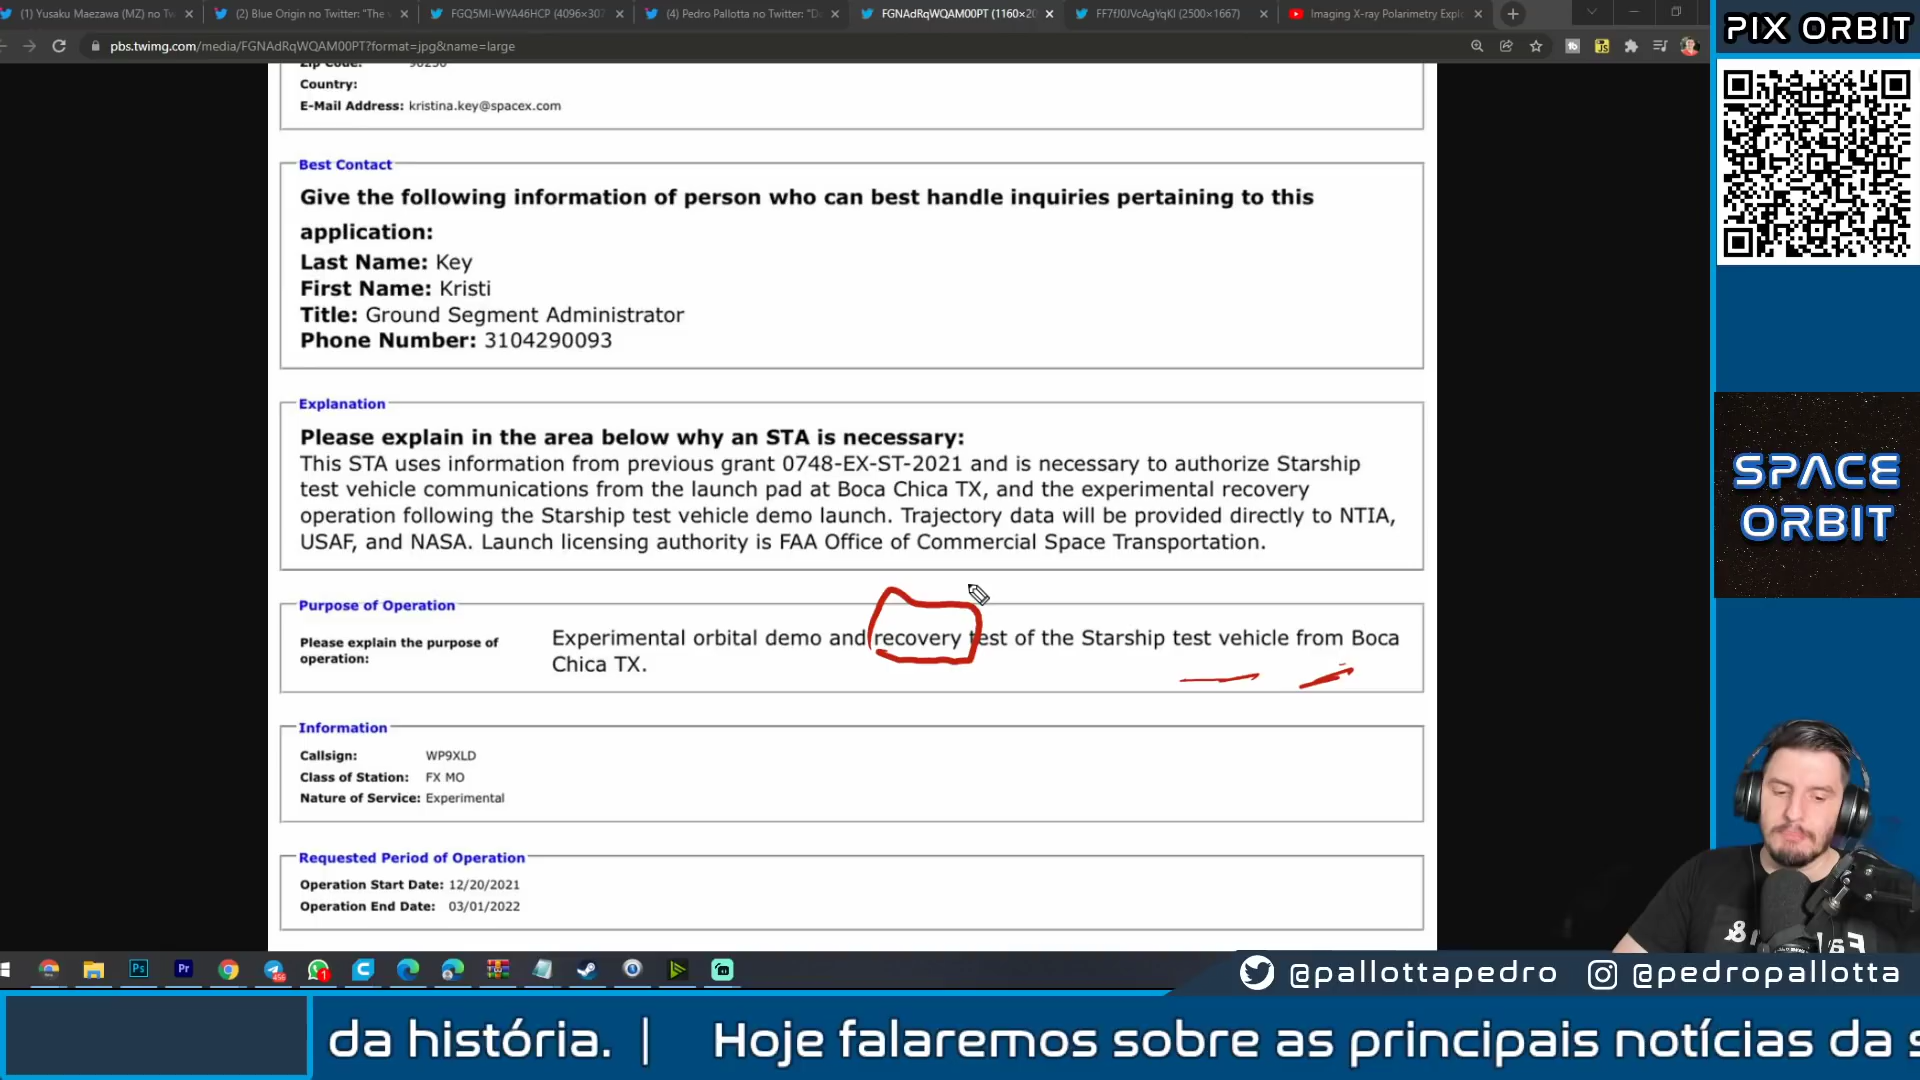 (1) Yusaku Maezawa (MZ) no Tw
(2) Blue Origin no Twitter: "The
FGQ5MI-WYA46HCP (4096×307
(4) Pedro Pallotta no Twitter: "D
FGNAdRqWQAM00PT (1160×20
FF7fJ0JVcAgYqKI (2500×1667)
Imaging X-ray Polarimetry Explo
pbs.twimg.com/media/FGNAdRqWQAM00PT?format=jpg&name=large
PIX ORBIT
Zip Code: 90250
Country:
E-Mail Address: kristina.key@spacex.com
Best Contact
Give the following information of person who can best handle inquiries pertaining to this
application:
Last Name: Key
First Name: Kristi
Title: Ground Segment Administrator
Phone Number: 3104290093
Explanation
Please explain in the area below why an STA is necessary:
This STA uses information from previous grant 0748-EX-ST-2021 and is necessary to authorize Starship
test vehicle communications from the launch pad at Boca Chica TX, and the experimental recovery
operation following the Starship test vehicle demo launch. Trajectory data will be provided directly to NTIA,
USAF, and NASA. Launch licensing authority is FAA Office of Commercial Space Transportation.
SPACE
ORBIT
Purpose of Operation
Please explain the purpose of
operation:
Experimental orbital demo and recovery test of the Starship test vehicle from Boca
Chica TX.
Information
Callsign: WP9XLD
Class of Station: FX MO
Nature of Service: Experimental
Requested Period of Operation
Operation Start Date: 12/20/2021
Operation End Date: 03/01/2022
@pallottapedro
@pedropallotta
da história. | Hoje falaremos sobre as principais notícias da s